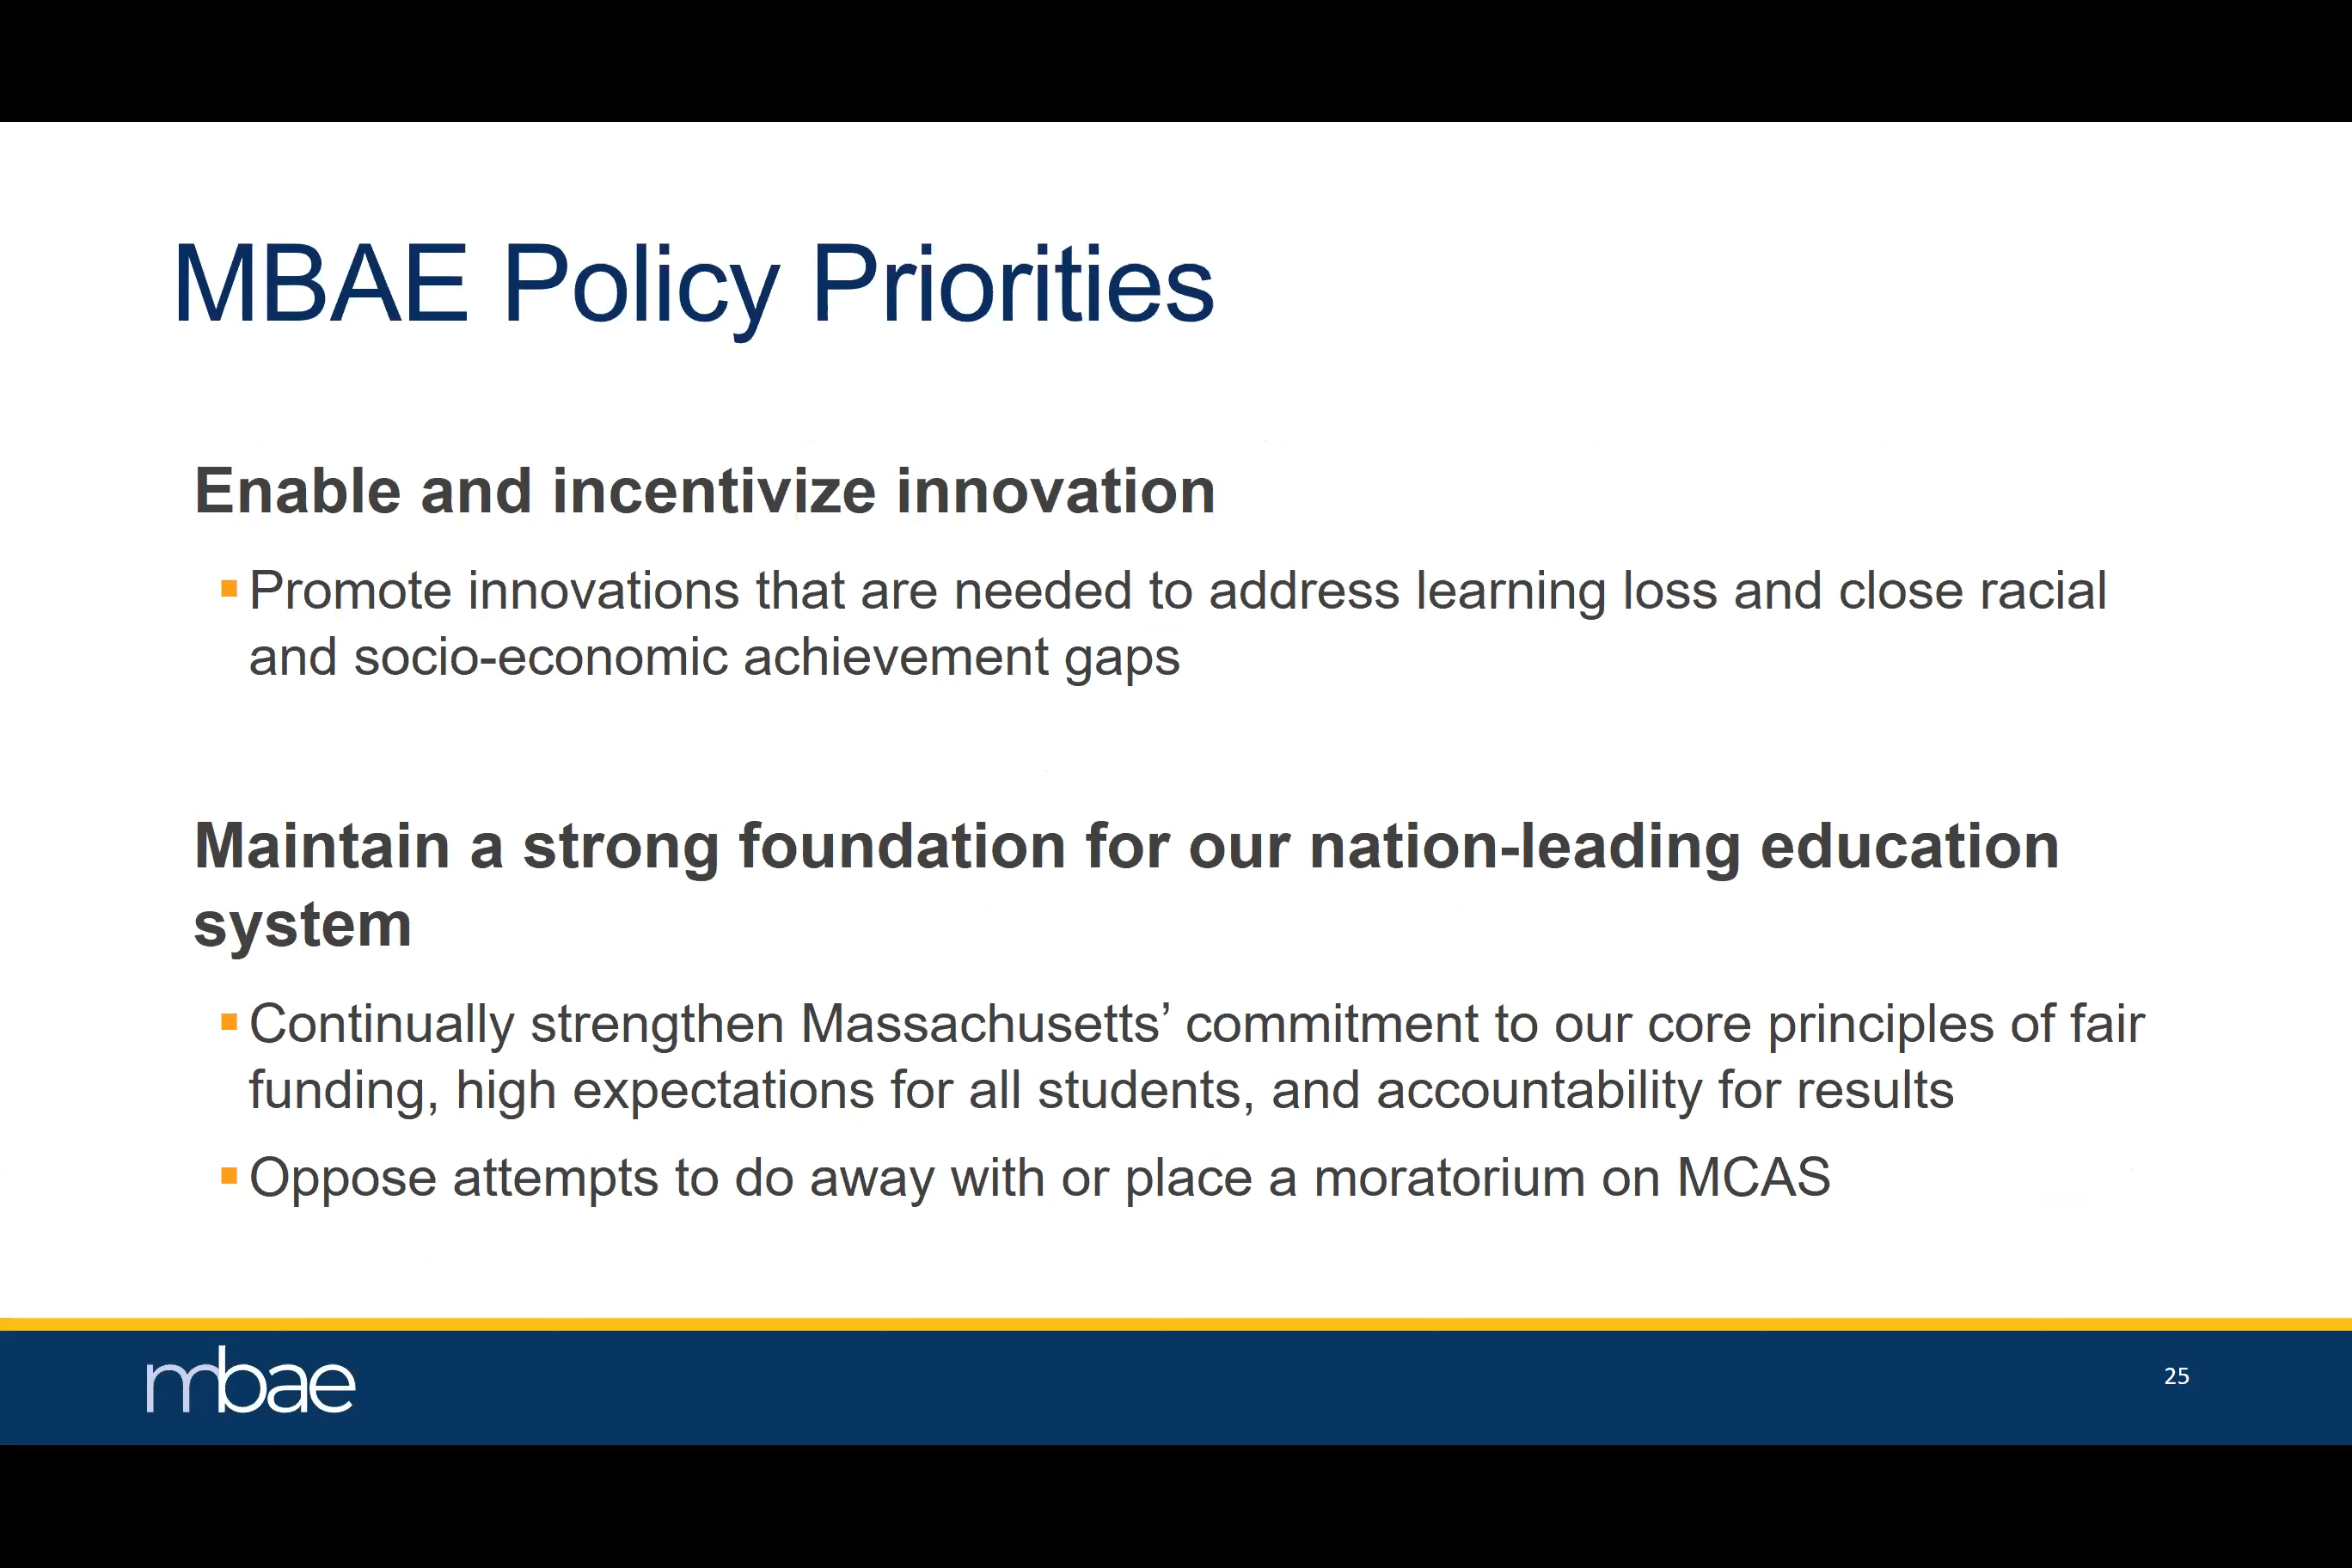 MBAE Policy Priorities
Enable and incentivize innovation
Promote innovations that are needed to address learning loss and close racial
and socio-economic achievement gaps
Maintain a strong foundation for our nation-leading education
system
Continually strengthen Massachusetts’ commitment to our core principles of fair
funding, high expectations for all students, and accountability for results
Oppose attempts to do away with or place a moratorium on MCAS
mbae
25